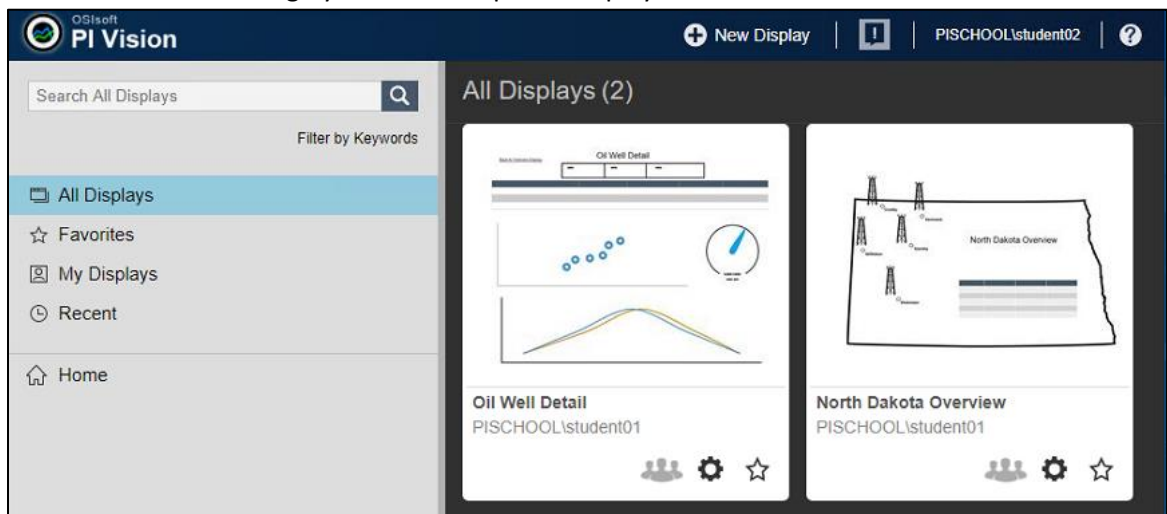 OSIsoft
PI Vision
New Display
PISCHOOL\student02
Search All Displays
Filter by Keywords
All Displays
Favorites
My Displays
Recent
Home
All Displays (2)
Oil Well Detail
North Dakota Overview
Oil Well Detail
PISCHOOL\student01
North Dakota Overview
PISCHOOL\student01